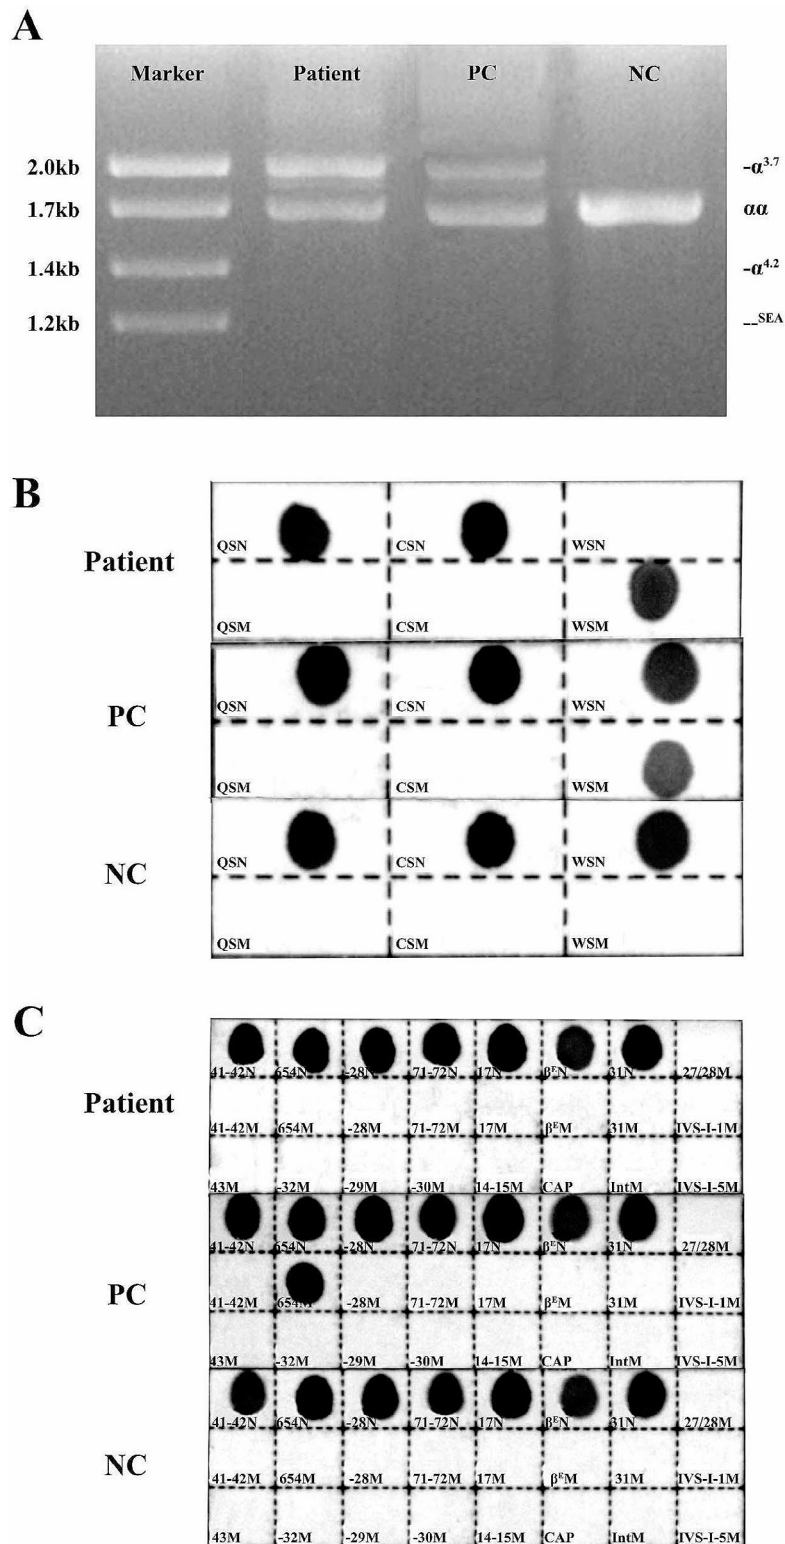 A
Marker Patient PC NC
2.0kb -α3.7
1.7kb αα
1.4kb -α4.2
1.2kb --SEA
B
Patient
QSN CSN WSN
QSM CSM WSM
PC
QSN CSN WSN
QSM CSM WSM
NC
QSN CSN WSN
QSM CSM WSM
C
Patient
41-42N 654N -28N 71-72N 17N βEN 31N 27/28M
41-42M 654M -28M 71-72M 17M βEM 31M IVS-I-1M
43M -32M -29M -30M 14-15M CAP IntM IVS-I-5M
PC
41-42N 654N -28N 71-72N 17N βEN 31N 27/28M
41-42M 654M -28M 71-72M 17M βEM 31M IVS-I-1M
43M -32M -29M -30M 14-15M CAP IntM IVS-I-5M
NC
41-42N 654N -28N 71-72N 17N βEN 31N 27/28M
41-42M 654M -28M 71-72M 17M βEM 31M IVS-I-1M
43M -32M -29M -30M 14-15M CAP IntM IVS-I-5M